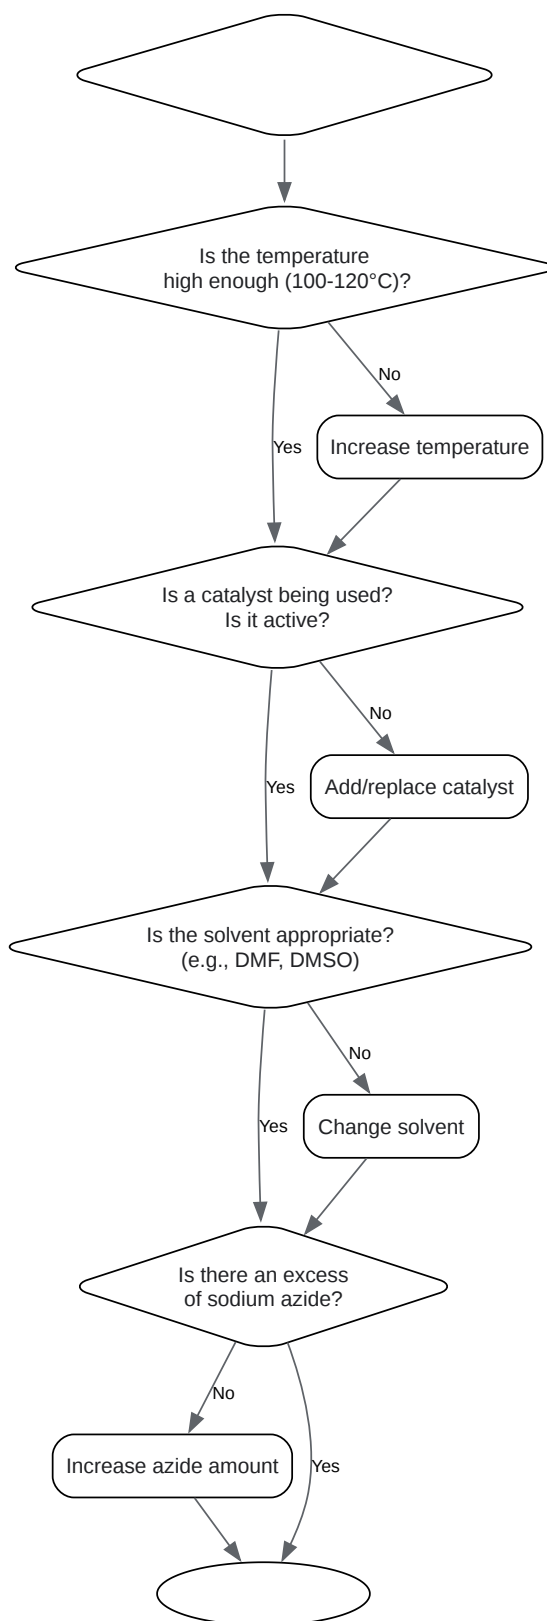 Is the temperature
high enough (100-120°C)?
No
Yes
Increase temperature
Is a catalyst being used?
Is it active?
No
Yes
Add/replace catalyst
Is the solvent appropriate?
(e.g., DMF, DMSO)
No
Yes
Change solvent
Is there an excess
of sodium azide?
No
Increase azide amount
Yes